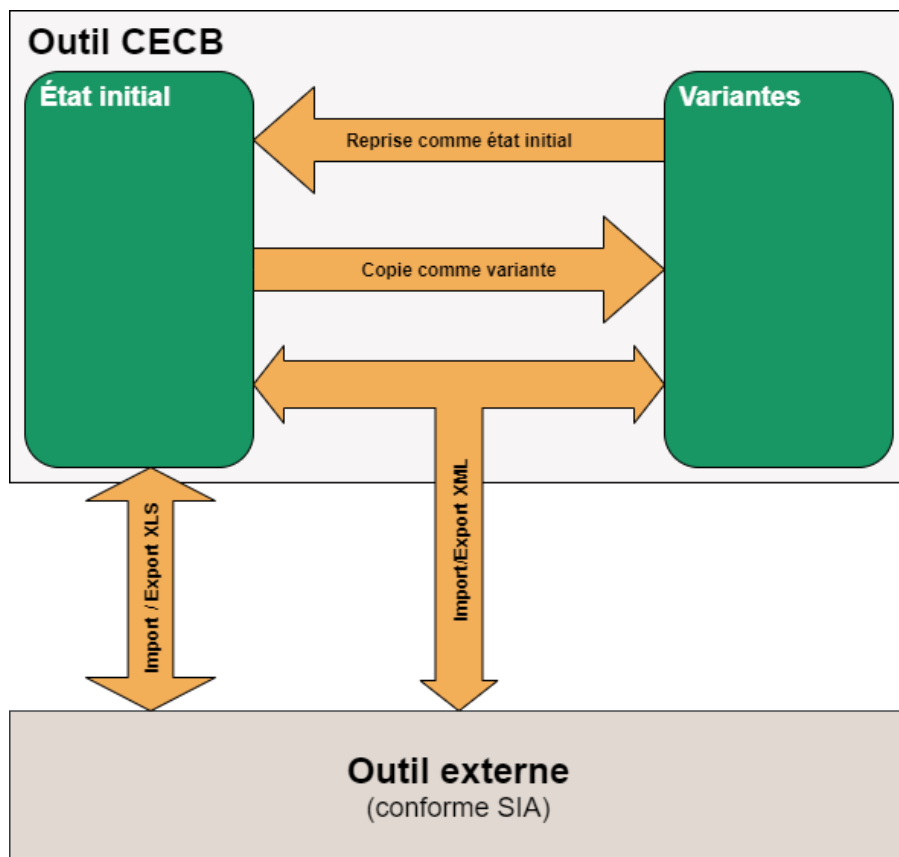 Outil CECB
État initial
Variantes
Reprise comme état initial
Copie comme variante
Import / Export XLS
Import/Export XML
Outil externe
(conforme SIA)